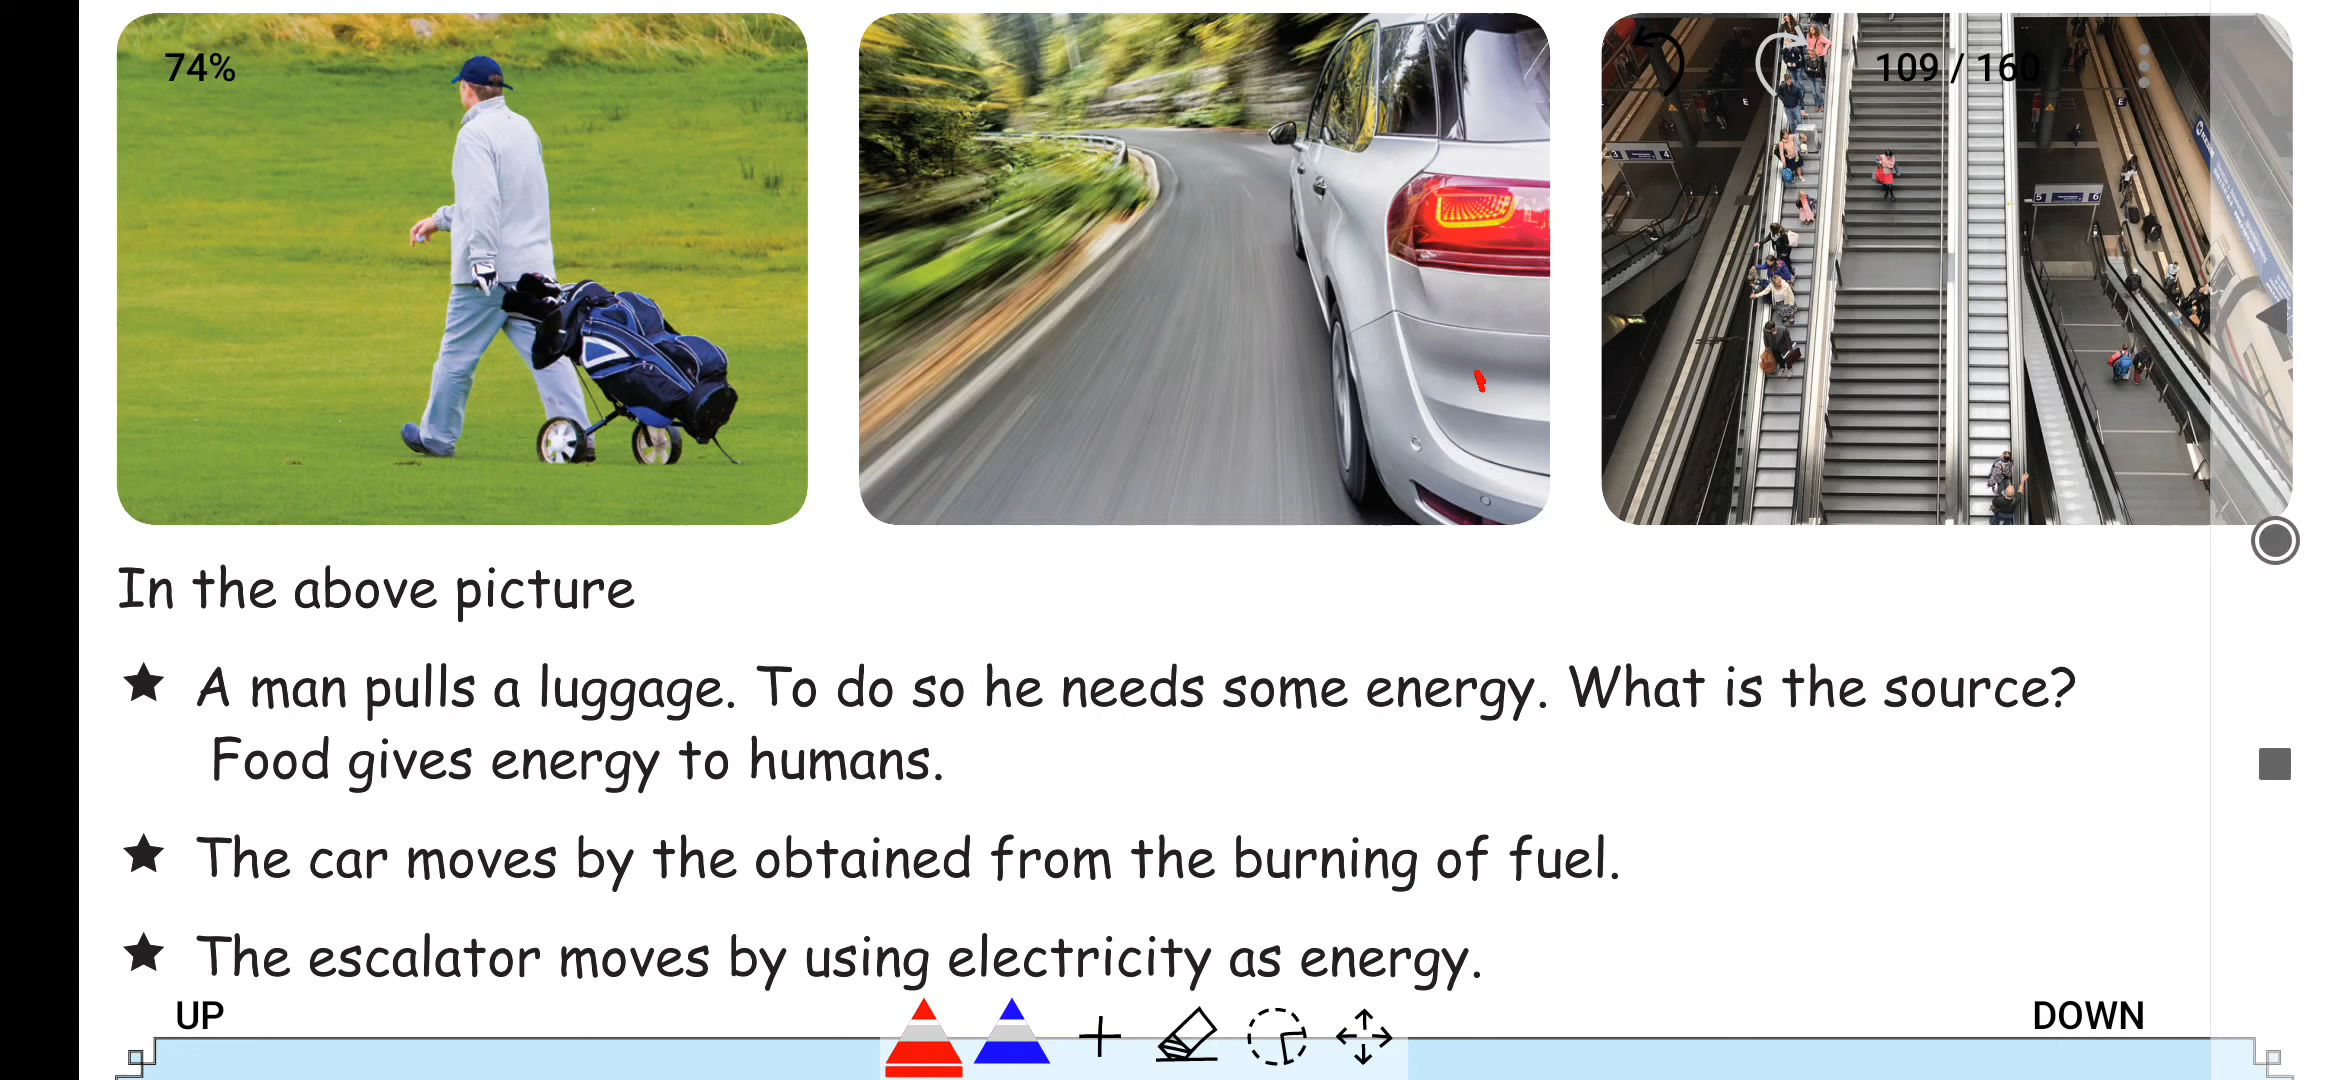 74%
109 / 160
In the above picture
★ A man pulls a luggage. To do so he needs some energy. What is the source?
Food gives energy to humans.
★ The car moves by the obtained from the burning of fuel.
★ The escalator moves by using electricity as energy.
UP
DOWN